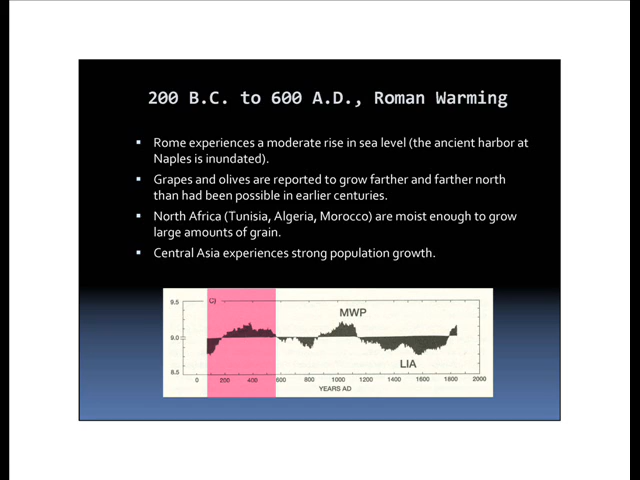 200 B.C. to 600 A.D., Roman Warming
▪ Rome experiences a moderate rise in sea level (the ancient harbor at
Naples is inundated).
▪ Grapes and olives are reported to grow farther and farther north
than had been possible in earlier centuries.
▪ North Africa (Tunisia, Algeria, Morocco) are moist enough to grow
large amounts of grain.
▪ Central Asia experiences strong population growth.
9.5
MWP
9.0
LIA
8.5
0 200 400 600 800 1000 1200 1400 1600 1800 2000
YEARS AD